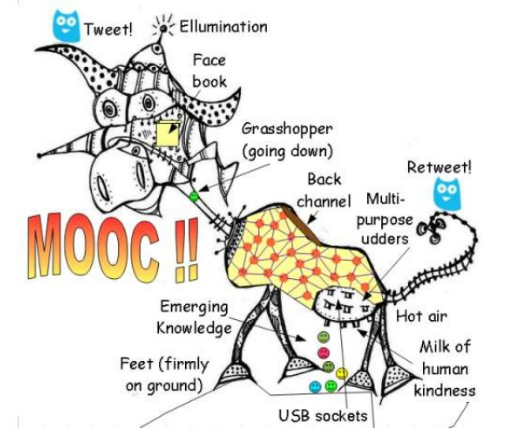 Tweet!
Ellumination
Face
book
Grasshopper
(going down)
Retweet!
Back
channel
Multi-
purpose
udders
MOOC !!
Emerging
Knowledge
Hot air
Feet (firmly
on ground)
Milk of
human
kindness
USB sockets